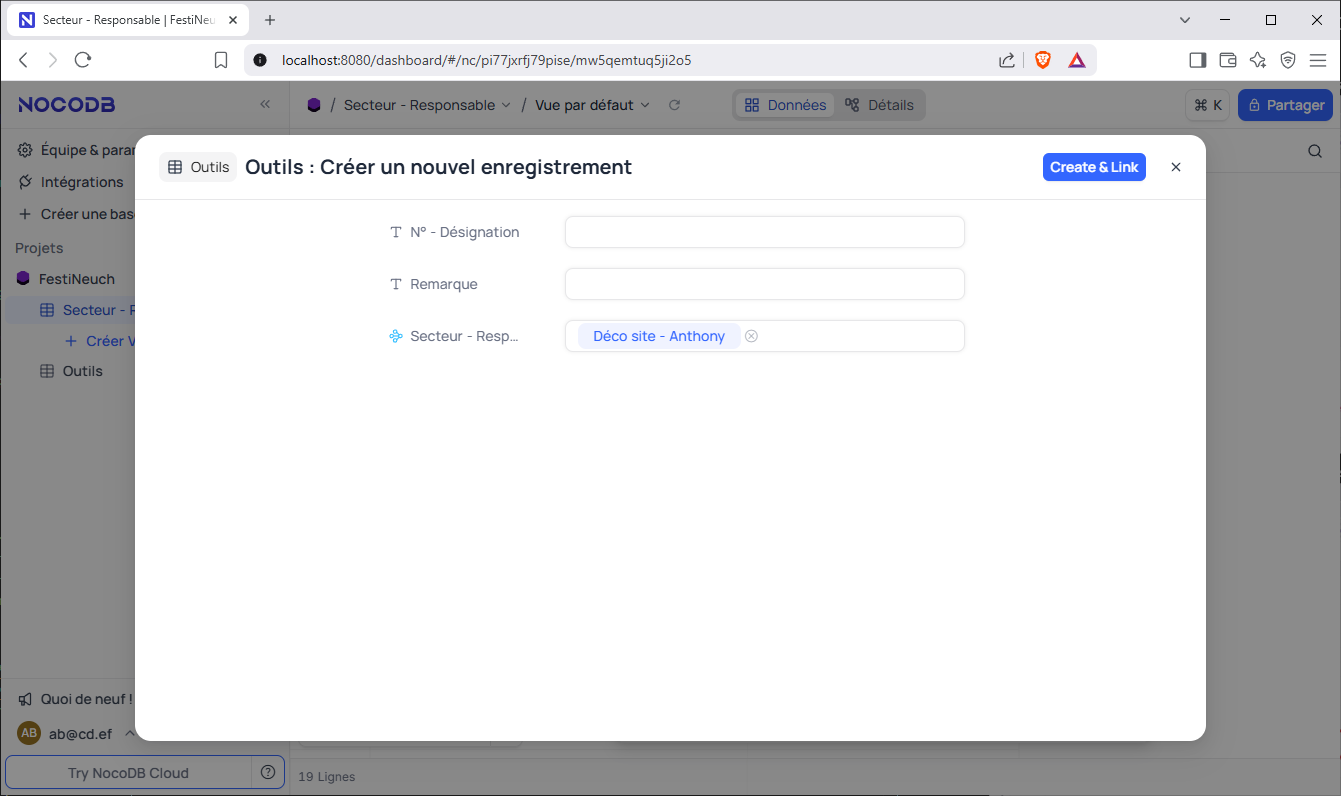 Secteur - Responsable | FestiNeu
localhost:8080/dashboard/#/nc/pi77jxrfj79pise/mw5qemtuq5ji2o5
NOCODB
/ Secteur - Responsable / Vue par défaut
Données
Détails
⌘ K
Partager
Équipe & parar
Intégrations
Créer une bas
Projets
FestiNeuch
Secteur - R
Créer V
Outils
Outils
Outils : Créer un nouvel enregistrement
Create & Link
N° - Désignation
Remarque
Secteur - Resp...
Déco site - Anthony
Quoi de neuf !
AB
ab@cd.ef
Try NocoDB Cloud
19 Lignes